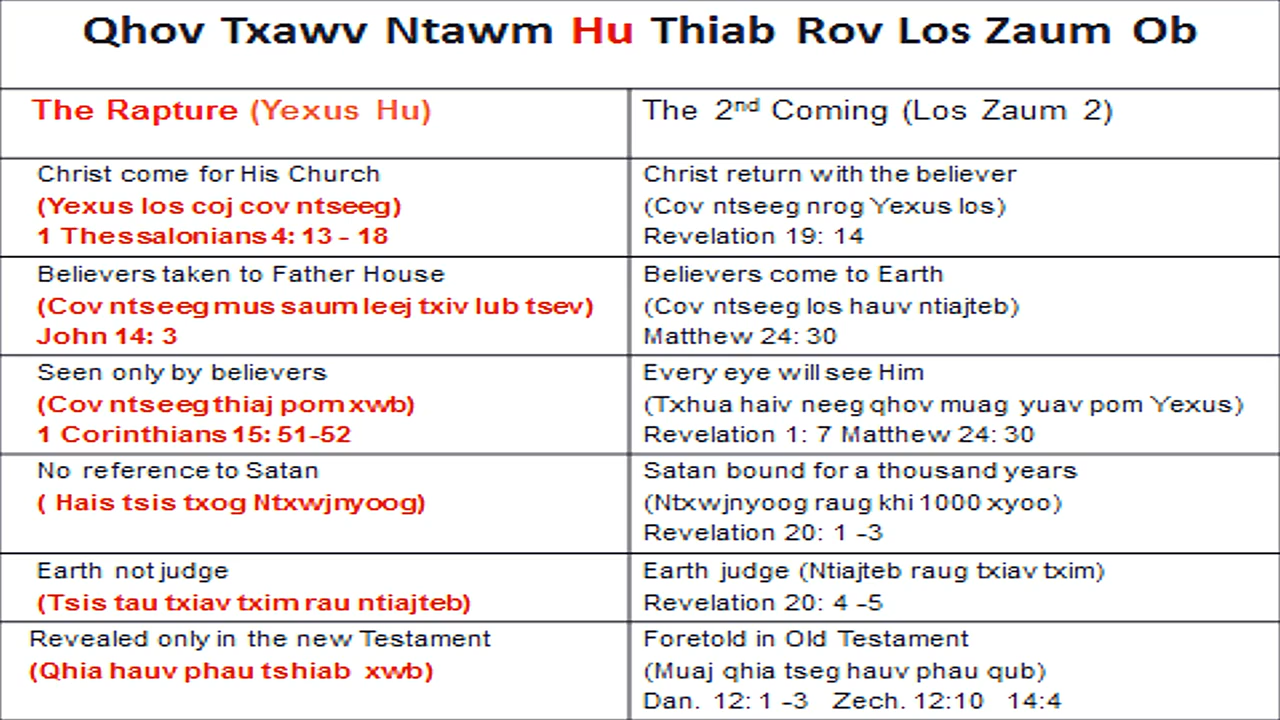 Qhov Txawv Ntawm Hu Thiab Rov Los Zaum Ob
The Rapture (Yexus Hu)
The 2nd Coming (Los Zaum 2)
Christ come for His Church
(Yexus los coj cov ntseeg)
1 Thessalonians 4: 13 - 18
Christ return with the believer
(Cov ntseeg nrog Yexus los)
Revelation 19: 14
Believers taken to Father House
(Cov ntseeg mus saum leej txiv lub tsev)
John 14: 3
Believers come to Earth
(Cov ntseeg los hauv ntiajteb)
Matthew 24: 30
Seen only by believers
(Cov ntseeg thiaj pom xwb)
1 Corinthians 15: 51-52
Every eye will see Him
(Txhua haiv neeg qhov muag yuav pom Yexus)
Revelation 1: 7 Matthew 24: 30
No reference to Satan
( Hais tsis txog Ntxwjnyoog)
Satan bound for a thousand years
(Ntxwjnyoog raug khi 1000 xyoo)
Revelation 20: 1 -3
Earth not judge
(Tsis tau txiav txim rau ntiajteb)
Earth judge (Ntiajteb raug txiav txim)
Revelation 20: 4 -5
Revealed only in the new Testament
(Qhia hauv phau tshiab xwb)
Foretold in Old Testament
(Muaj qhia tseg hauv phau qub)
Dan. 12: 1 -3 Zech. 12:10 14:4